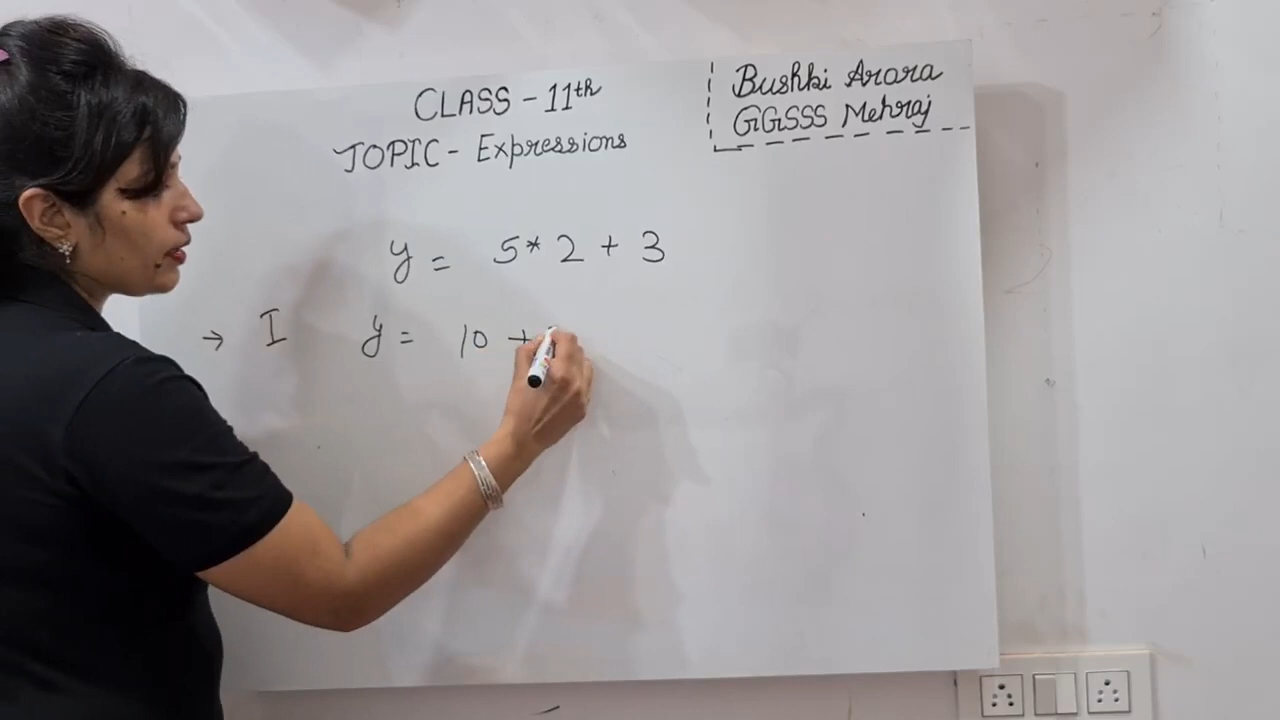 CLASS - 11th
TOPIC - Expressions
Bushki Arora
GGSSS Mehraj
y = 5* 2 + 3
→ I y = 10 +